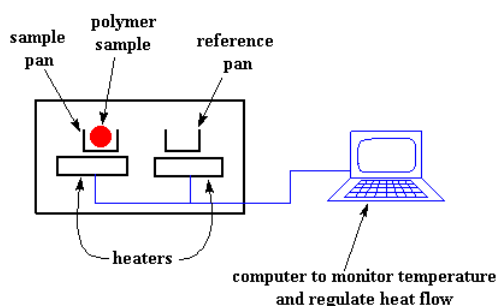 sample
pan
polymer
sample
reference
pan
heaters
computer to monitor temperature
and regulate heat flow